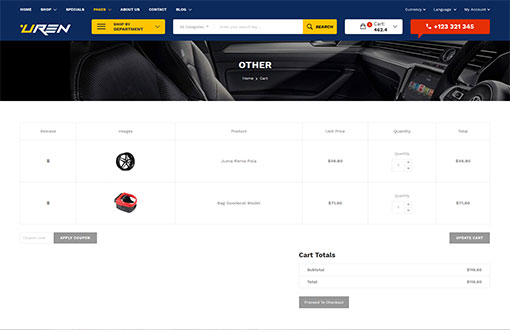 HOME SHOP SPECIALS PAGES ABOUT US CONTACT BLOG Currency Language My Account
UREN
SHOP BY
DEPARTMENT
All Categories
Enter your search key ...
SEARCH
Cart:
462.4
+123 321 345
OTHER
Home Cart
Remove Images Product Unit Price Quantity Total
Quantity
1
Juma Rema Pola $46.80 $46.80
Quantity
1
Bag Goodscol Model $71.80 $71.80
Coupon code APPLY COUPON UPDATE CART
Cart Totals
Subtotal $118.60
Total $118.60
Proceed To Checkout